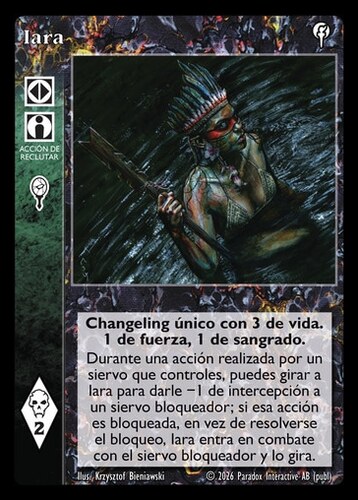 Iara
ACCIÓN DE
RECLUTAR
Changeling único con 3 de vida.
1 de fuerza, 1 de sangrado.
Durante una acción realizada por un
siervo que controles, puedes girar a
Iara para darle −1 de intercepción a
un siervo bloqueador; si esa acción
es bloqueada, en vez de resolverse
el bloqueo, Iara entra en combate
con el siervo bloqueador y lo gira.
2
Ilus: Krzysztof Bieniawski
© 2026 Paradox Interactive AB (publ)